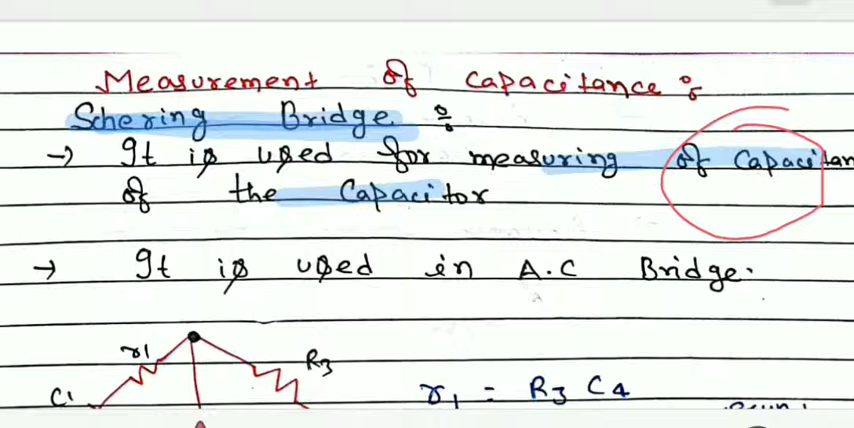 Measurement of Capacitance :
Schering Bridge :
→ It is used for measuring of Capacitan
of the Capacitor
→ It is used in A.C Bridge.
r1 R3
C1 r1 = R3 C4